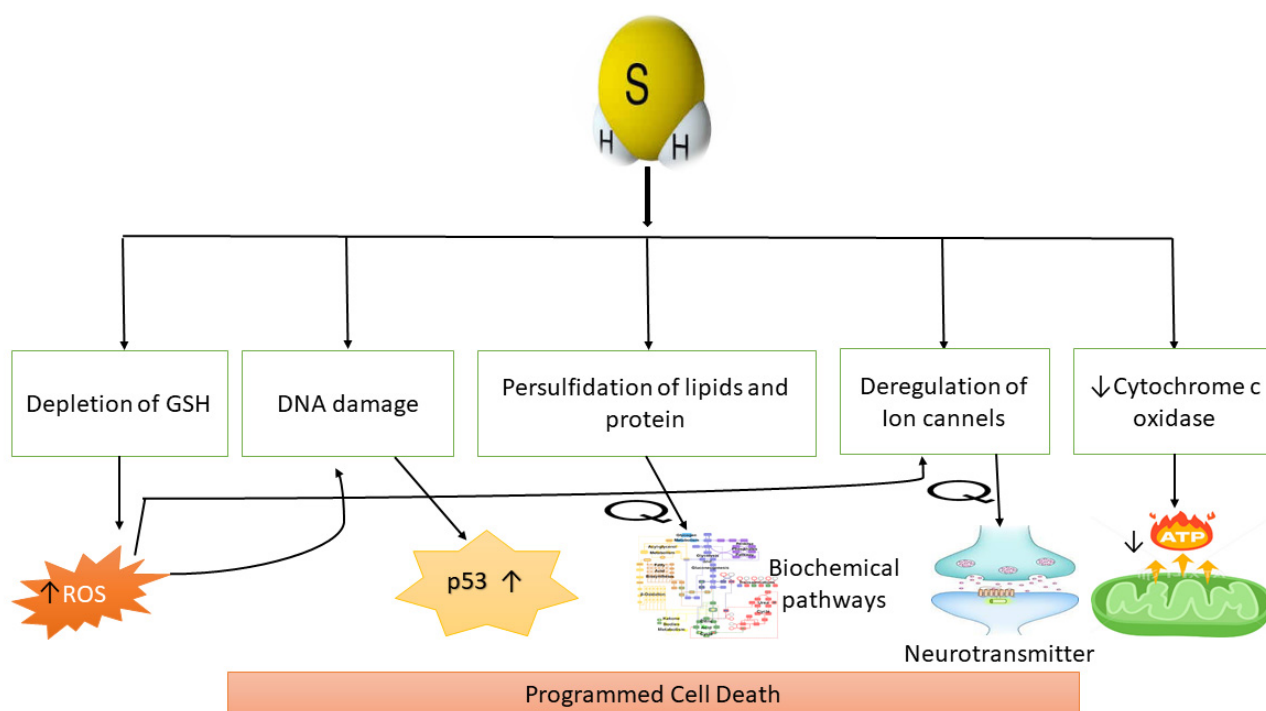 S
H
H
Depletion of GSH
DNA damage
Persulfidation of lipids and
protein
Deregulation of
Ion cannels
↓Cytochrome c
oxidase
Q
Q
↑ROS
p53 ↑
Biochemical
pathways
↓
ATP
Neurotransmitter
Programmed Cell Death